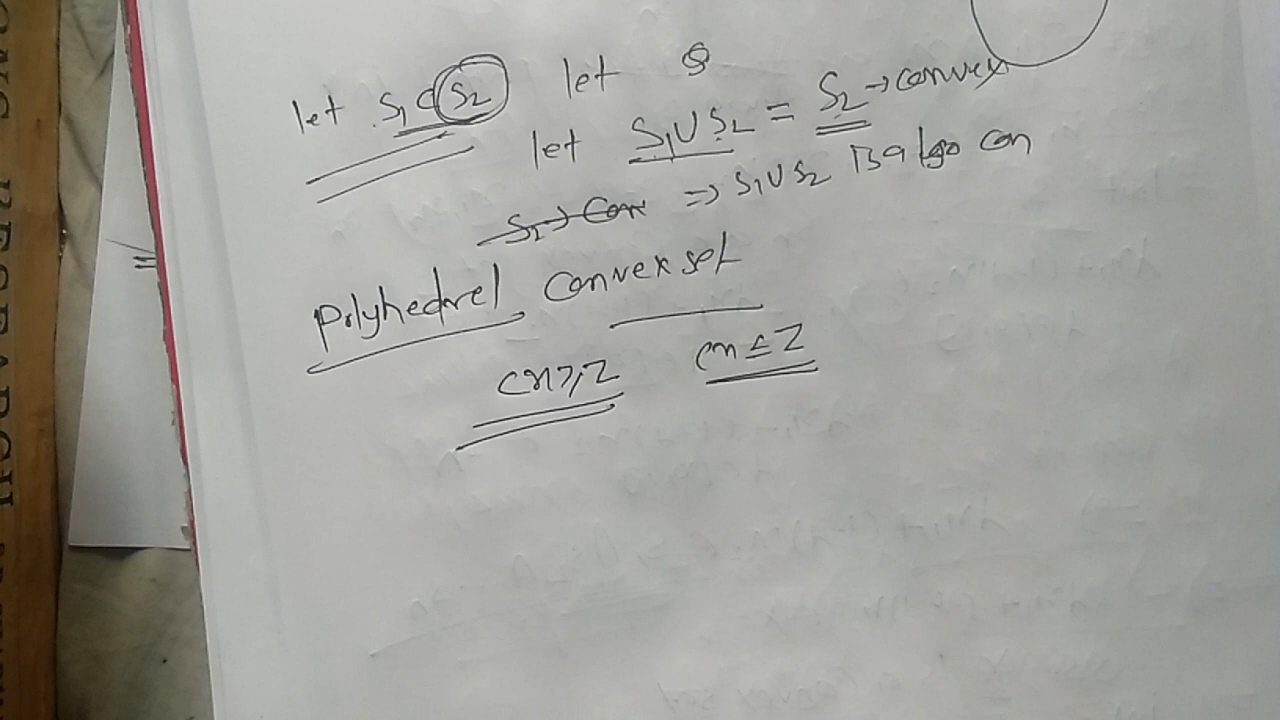 let S₁ ⊂ S₂ let S
let S₁ ∪ S₂ = S₂ → convex
S₂ → Con ⇒ S₁ ∪ S₂ is also con
Polyhedrel Convex set
cx ≥ Z cx ≤ Z